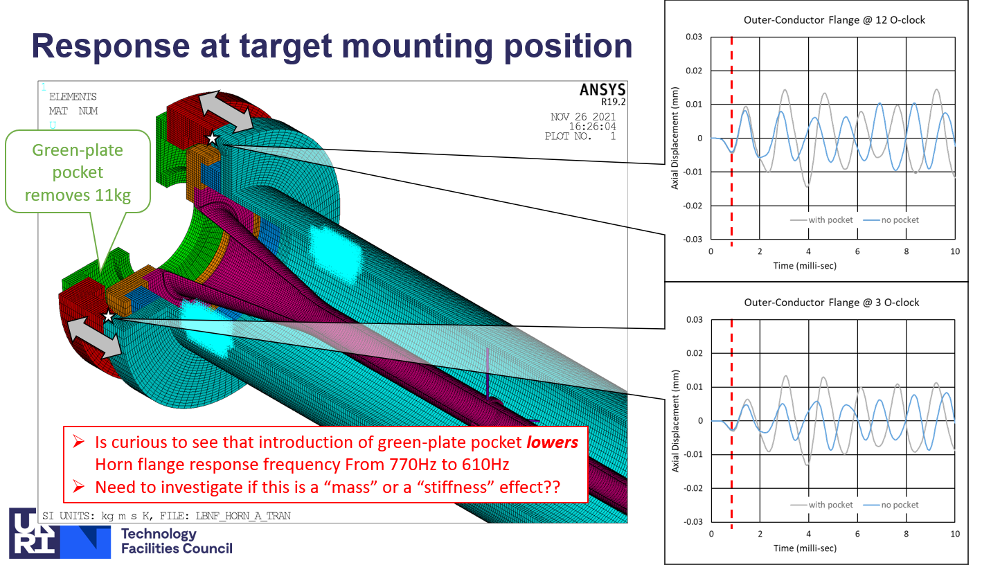 Response at target mounting position
1
ELEMENTS
MAT NUM
U
ANSYS
R19.2
NOV 26 2021
16:26:04
PLOT NO. 1
Green-plate
pocket
removes 11kg
➢ Is curious to see that introduction of green-plate pocket lowers
Horn flange response frequency From 770Hz to 610Hz
➢ Need to investigate if this is a “mass” or a “stiffness” effect??
SI UNITS: kg m s K, FILE: LBNF_HORN_A_TRAN
UKRI
Technology
Facilities Council
Outer-Conductor Flange @ 12 O-clock
Axial Displacement (mm)
0.03
0.02
0.01
0
-0.01
-0.02
-0.03
with pocket no pocket
0 2 4 6 8 10
Time (milli-sec)
Outer-Conductor Flange @ 3 O-clock
Axial Displacement (mm)
0.03
0.02
0.01
0
-0.01
-0.02
-0.03
with pocket no pocket
0 2 4 6 8 10
Time (milli-sec)